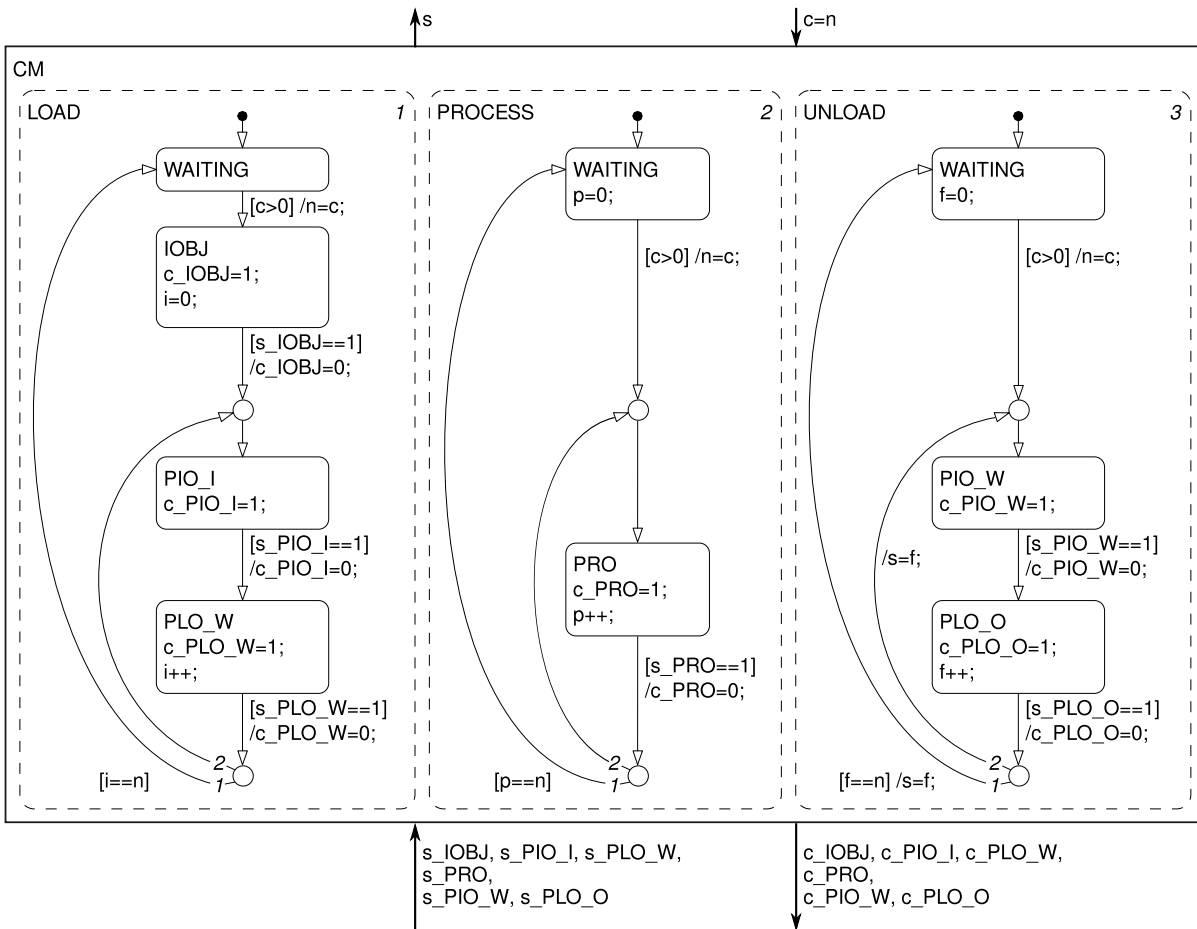 s
c=n
CM
LOAD
1
WAITING
[c>0] /n=c;
IOBJ
c_IOBJ=1;
i=0;
[s_IOBJ==1]
/c_IOBJ=0;
PIO_I
c_PIO_I=1;
[s_PIO_I==1]
/c_PIO_I=0;
PLO_W
c_PLO_W=1;
i++;
[s_PLO_W==1]
/c_PLO_W=0;
2
1
[i==n]
PROCESS
2
WAITING
p=0;
[c>0] /n=c;
PRO
c_PRO=1;
p++;
[s_PRO==1]
/c_PRO=0;
2
1
[p==n]
UNLOAD
3
WAITING
f=0;
[c>0] /n=c;
PIO_W
c_PIO_W=1;
/s=f;
[s_PIO_W==1]
/c_PIO_W=0;
PLO_O
c_PLO_O=1;
f++;
[s_PLO_O==1]
/c_PLO_O=0;
2
1
[f==n] /s=f;
s_IOBJ, s_PIO_I, s_PLO_W,
s_PRO,
s_PIO_W, s_PLO_O
c_IOBJ, c_PIO_I, c_PLO_W,
c_PRO,
c_PIO_W, c_PLO_O